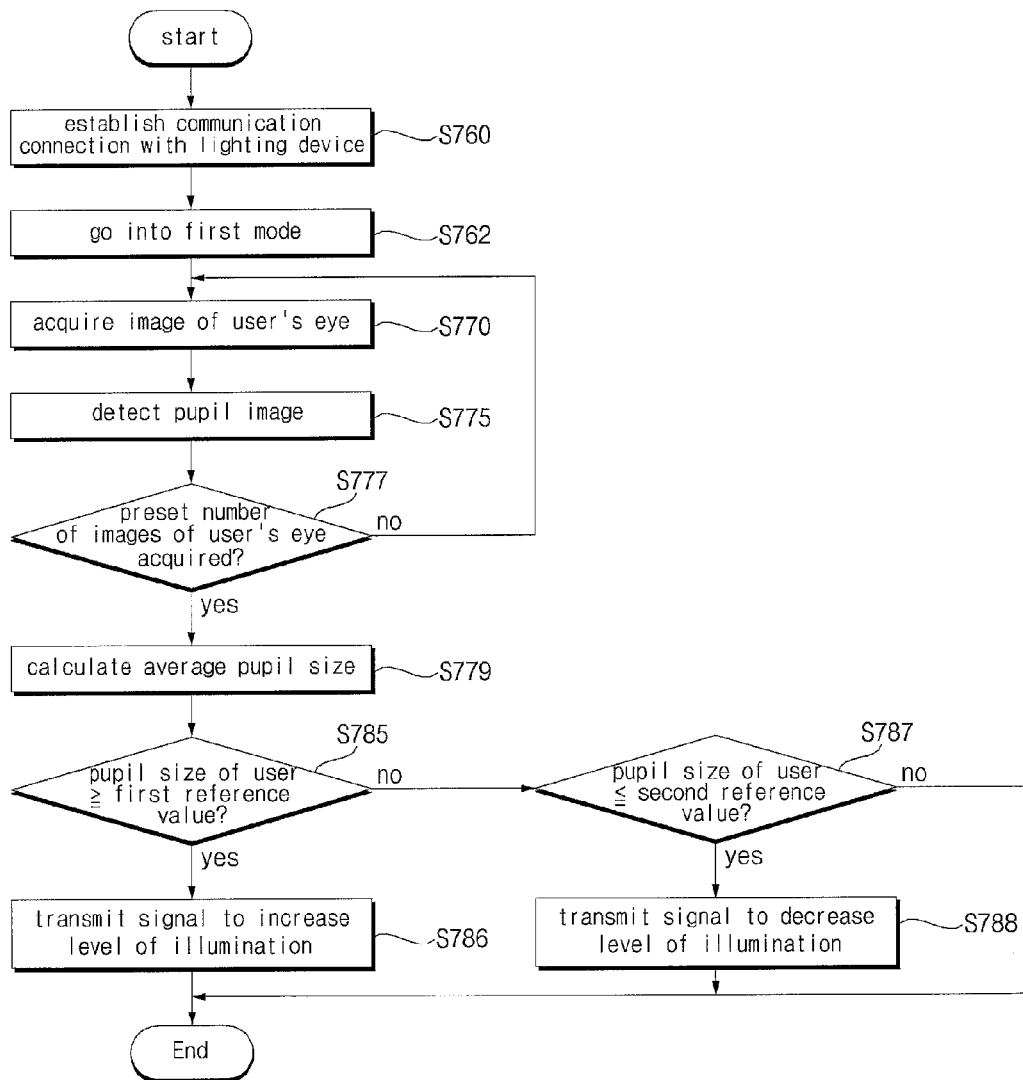 start
establish communication
connection with lighting device
S760
go into first mode
S762
acquire image of user's eye
S770
detect pupil image
S775
S777
preset number
of images of user's eye
acquired?
no
yes
calculate average pupil size
S779
S785
pupil size of user
≧ first reference
value?
no
yes
S787
pupil size of user
≦ second reference
value?
no
yes
transmit signal to increase
level of illumination
S786
transmit signal to decrease
level of illumination
S788
End